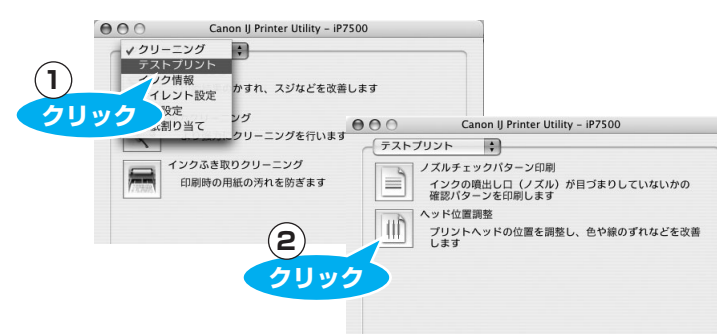 Canon IJ Printer Utility – iP7500
✓クリーニング
テストプリント
インク情報
イレント設定
設定
割り当て
かすれ、スジなどを改善します
ング
クリーニングを行います
インクふき取りクリーニング
印刷時の用紙の汚れを防ぎます
①
クリック
Canon IJ Printer Utility – iP7500
テストプリント
ノズルチェックパターン印刷
インクの噴出し口（ノズル）が目づまりしていないかの
確認パターンを印刷します
ヘッド位置調整
プリントヘッドの位置を調整し、色や線のずれなどを改善
します
②
クリック